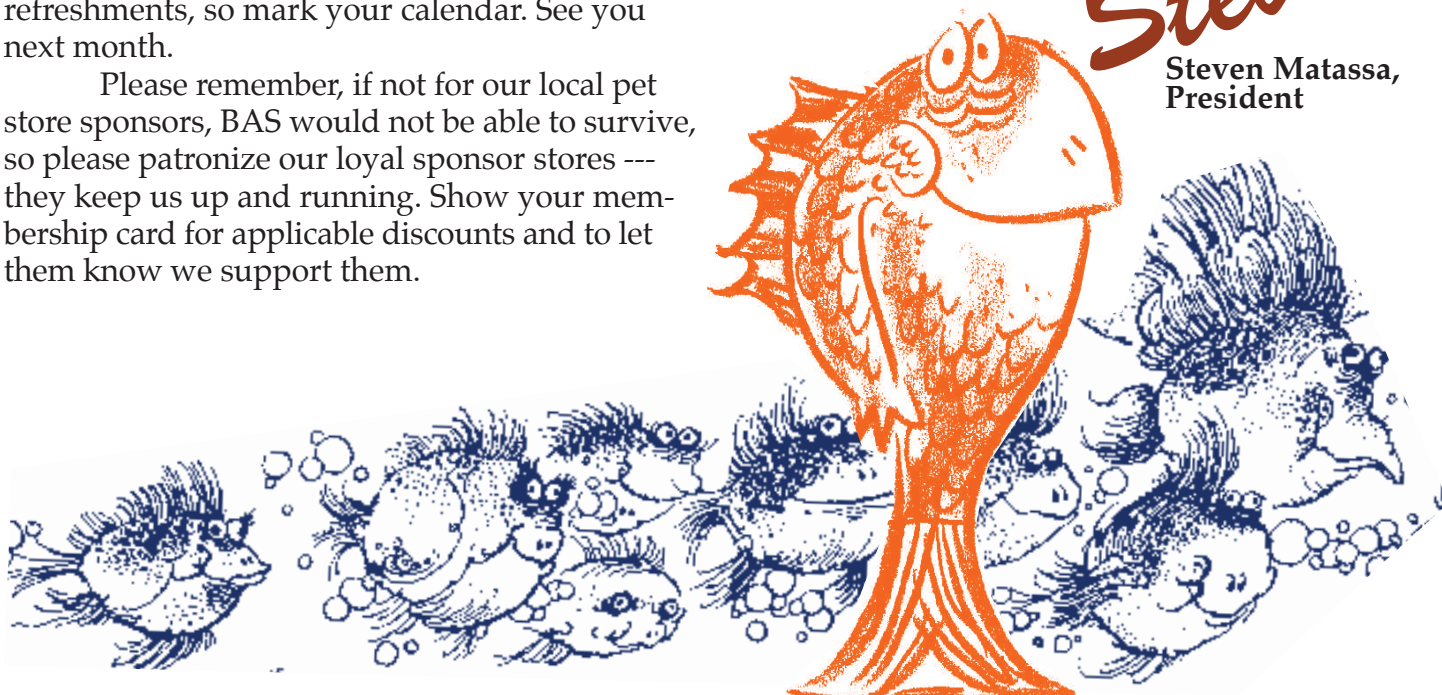 refreshments, so mark your calendar. See you
next month.
Please remember, if not for our local pet
store sponsors, BAS would not be able to survive,
so please patronize our loyal sponsor stores ---
they keep us up and running. Show your mem-
bership card for applicable discounts and to let
them know we support them.
Steven Matassa,
President